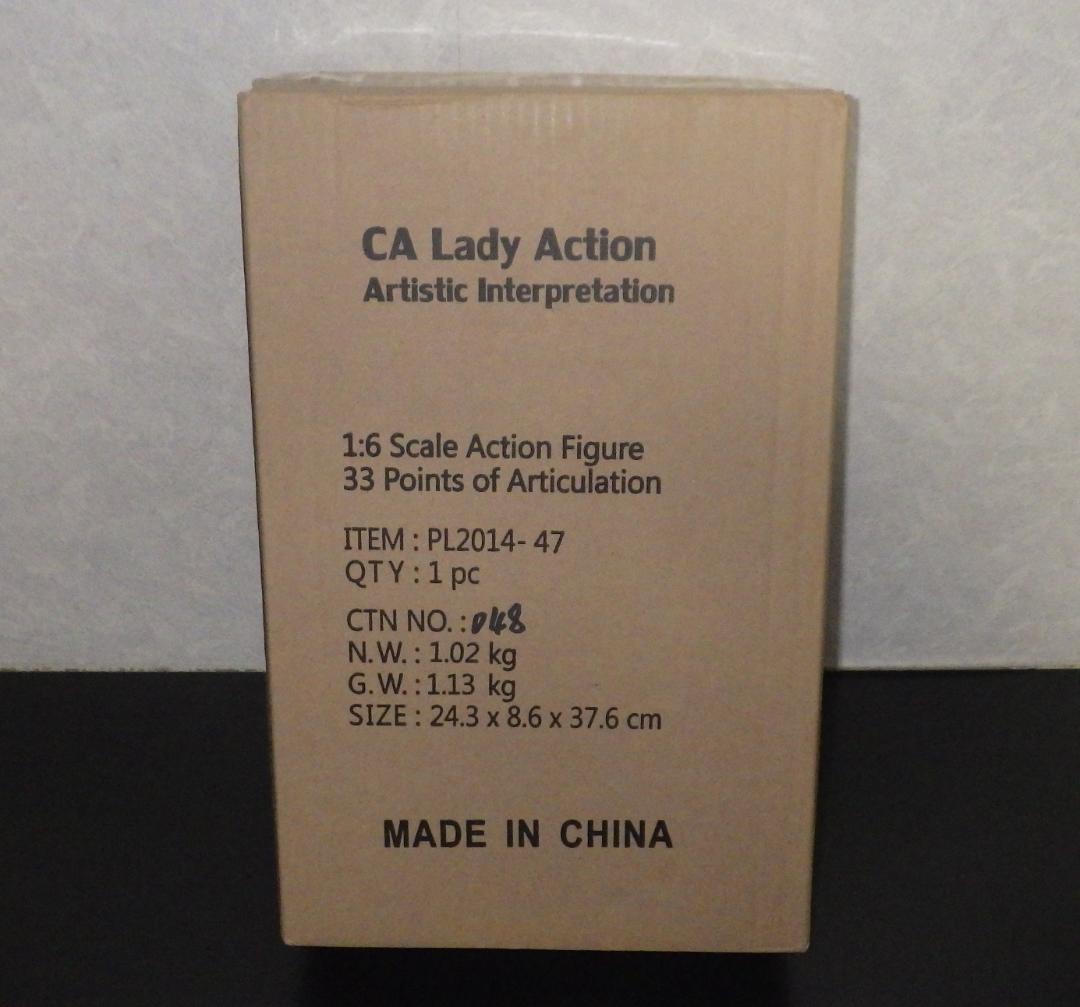 CA Lady Action
Artistic Interpretation
1:6 Scale Action Figure
33 Points of Articulation
ITEM : PL2014- 47
QTY : 1 pc
CTN NO. : 048
N.W. : 1.02 kg
G.W. : 1.13 kg
SIZE : 24.3 x 8.6 x 37.6 cm
MADE IN CHINA